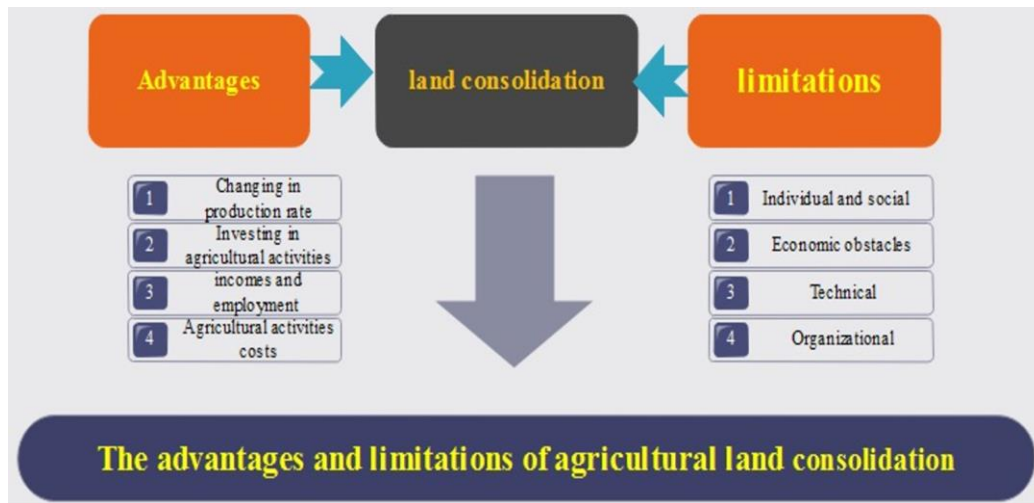 Advantages
land consolidation
limitations
1
Changing in
production rate
2
Investing in
agricultural activities
3
incomes and
employment
4
Agricultural activities
costs
1
Individual and social
2
Economic obstacles
3
Technical
4
Organizational
The advantages and limitations of agricultural land consolidation